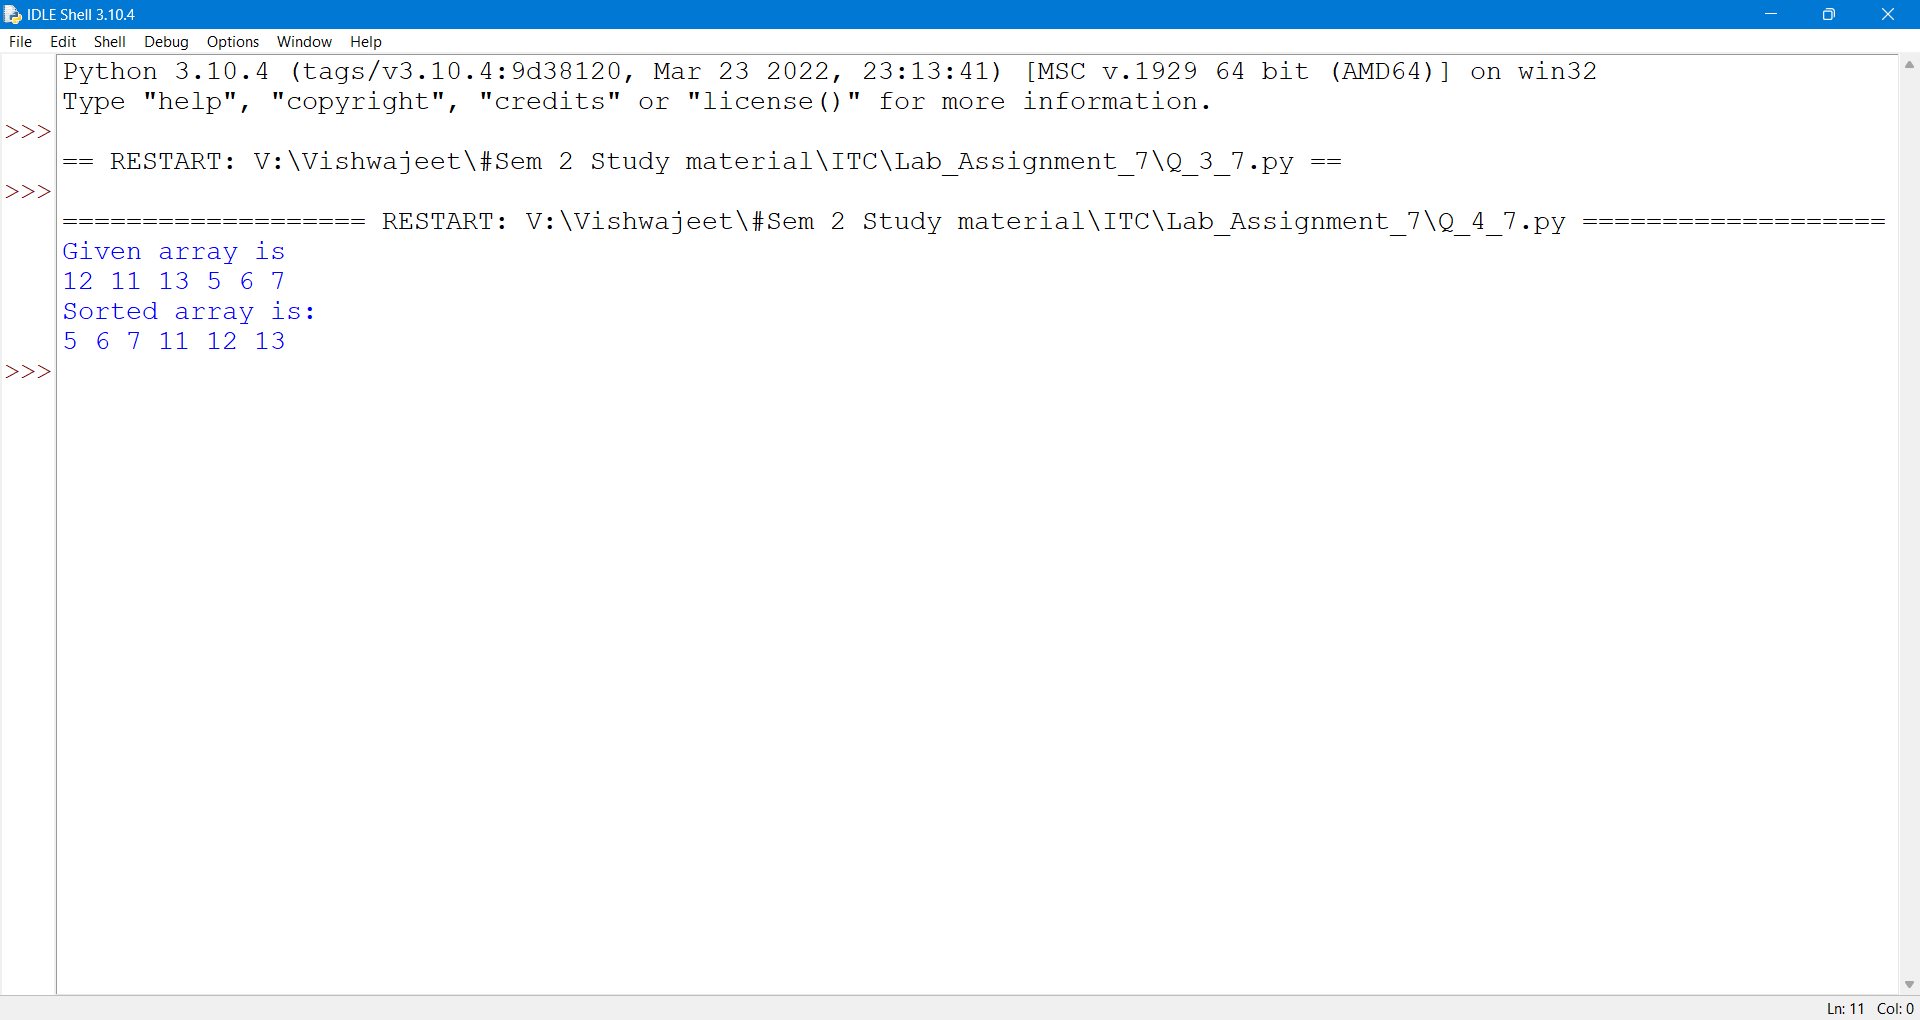 IDLE Shell 3.10.4
File Edit Shell Debug Options Window Help
Python 3.10.4 (tags/v3.10.4:9d38120, Mar 23 2022, 23:13:41) [MSC v.1929 64 bit (AMD64)] on win32
Type "help", "copyright", "credits" or "license()" for more information.
>>>
== RESTART: V:\Vishwajeet\#Sem 2 Study material\ITC\Lab_Assignment_7\Q_3_7.py ==
>>>
=================== RESTART: V:\Vishwajeet\#Sem 2 Study material\ITC\Lab_Assignment_7\Q_4_7.py ===================
Given array is
12 11 13 5 6 7
Sorted array is:
5 6 7 11 12 13
>>>
Ln: 11 Col: 0